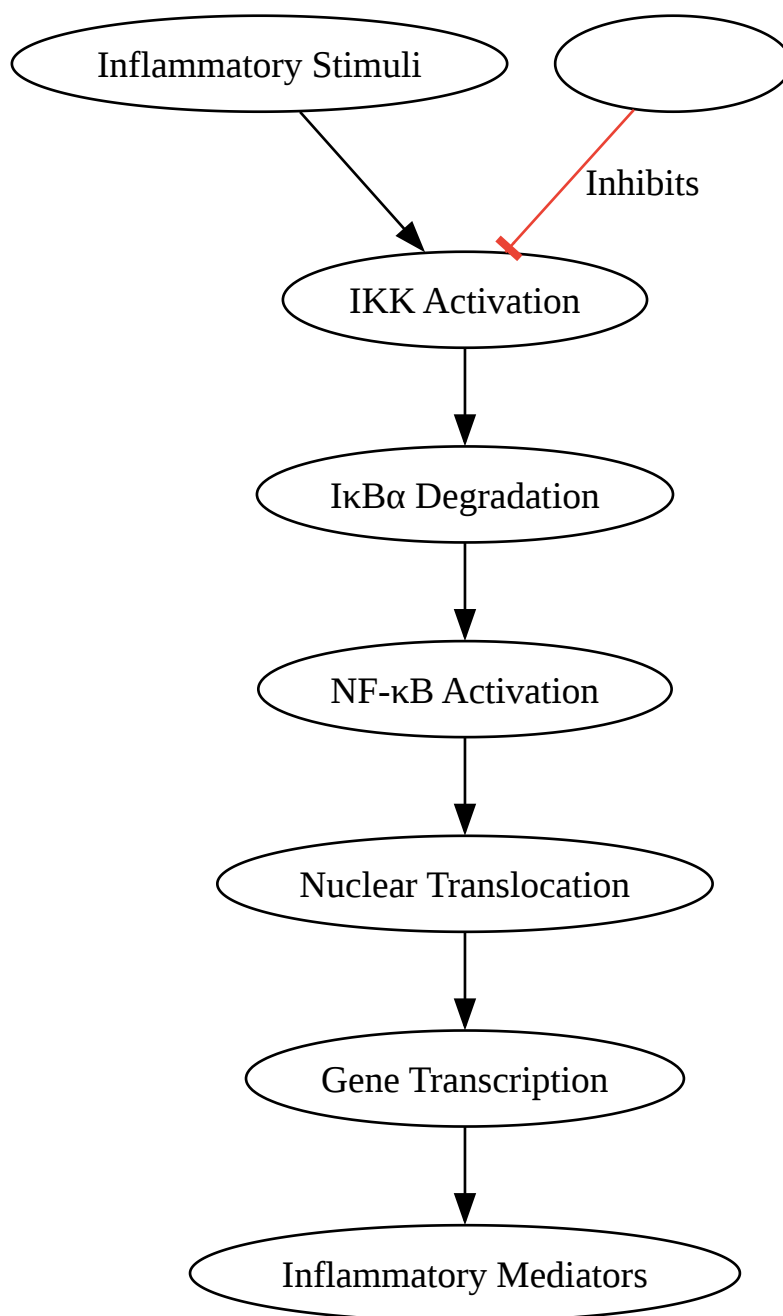 Inflammatory Stimuli
Inhibits
IKK Activation
IκBα Degradation
NF-κB Activation
Nuclear Translocation
Gene Transcription
Inflammatory Mediators